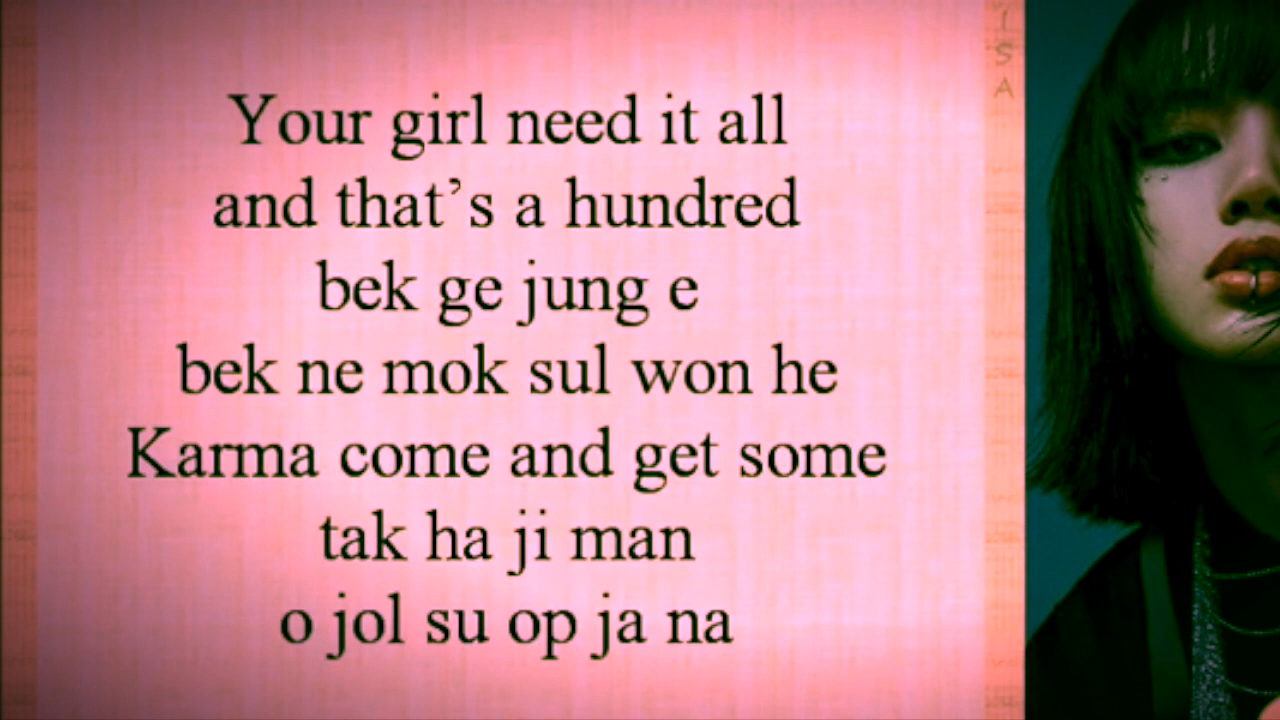 Your girl need it all
and that’s a hundred
bek ge jung e
bek ne mok sul won he
Karma come and get some
tak ha ji man
o jol su op ja na
I
S
A